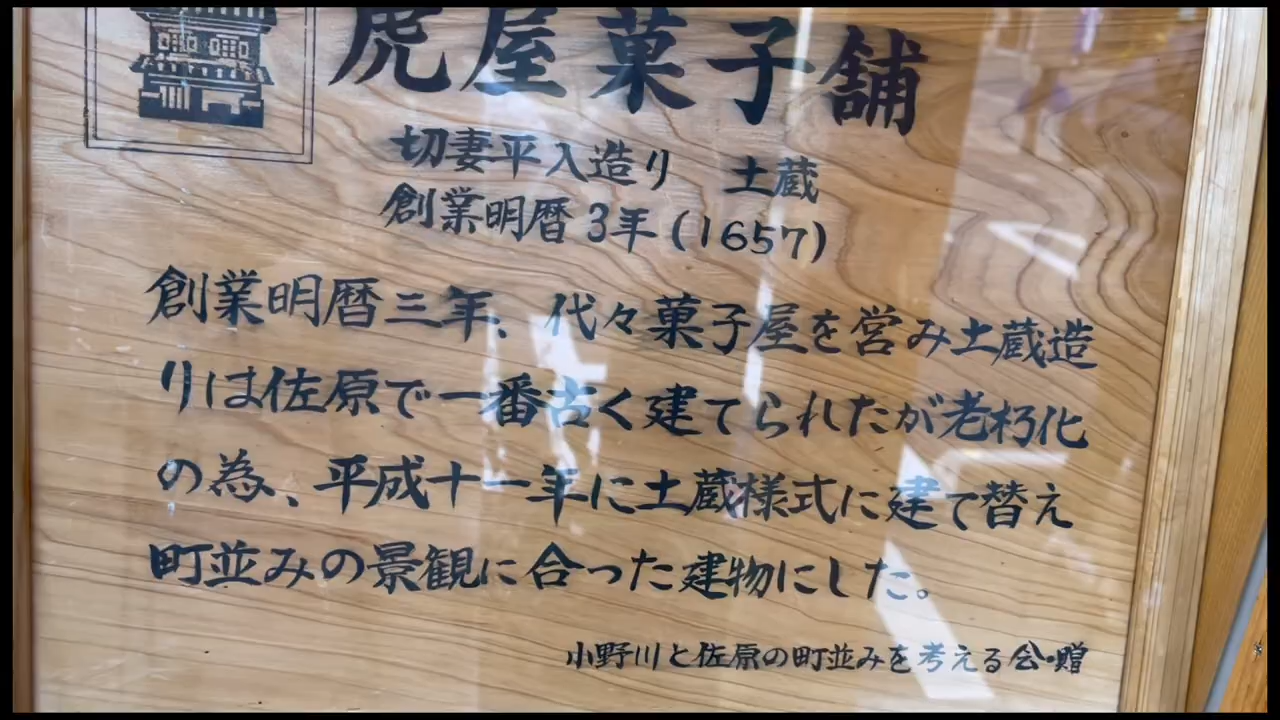 虎屋菓子舗
切妻平入造り 土蔵
創業明暦3年(1657)
創業明暦三年、代々菓子屋を営み土蔵造
りは佐原で一番古く建てられたが老朽化
の為、平成十一年に土蔵様式に建て替え
町並みの景観に合った建物にした。
小野川と佐原の町並みを考える会・贈